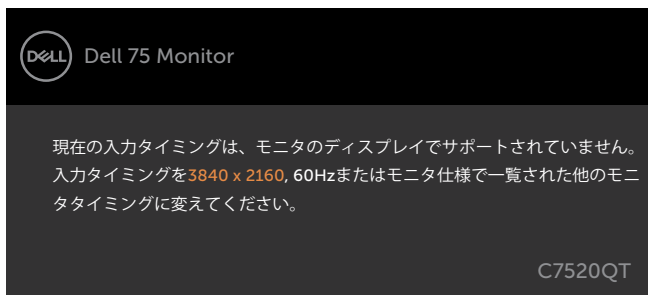 DELL Dell 75 Monitor
現在の入力タイミングは、モニタのディスプレイでサポートされていません。
入力タイミングを3840 x 2160, 60Hzまたはモニタ仕様で一覧された他のモニ
タタイミングに変えてください。
C7520QT